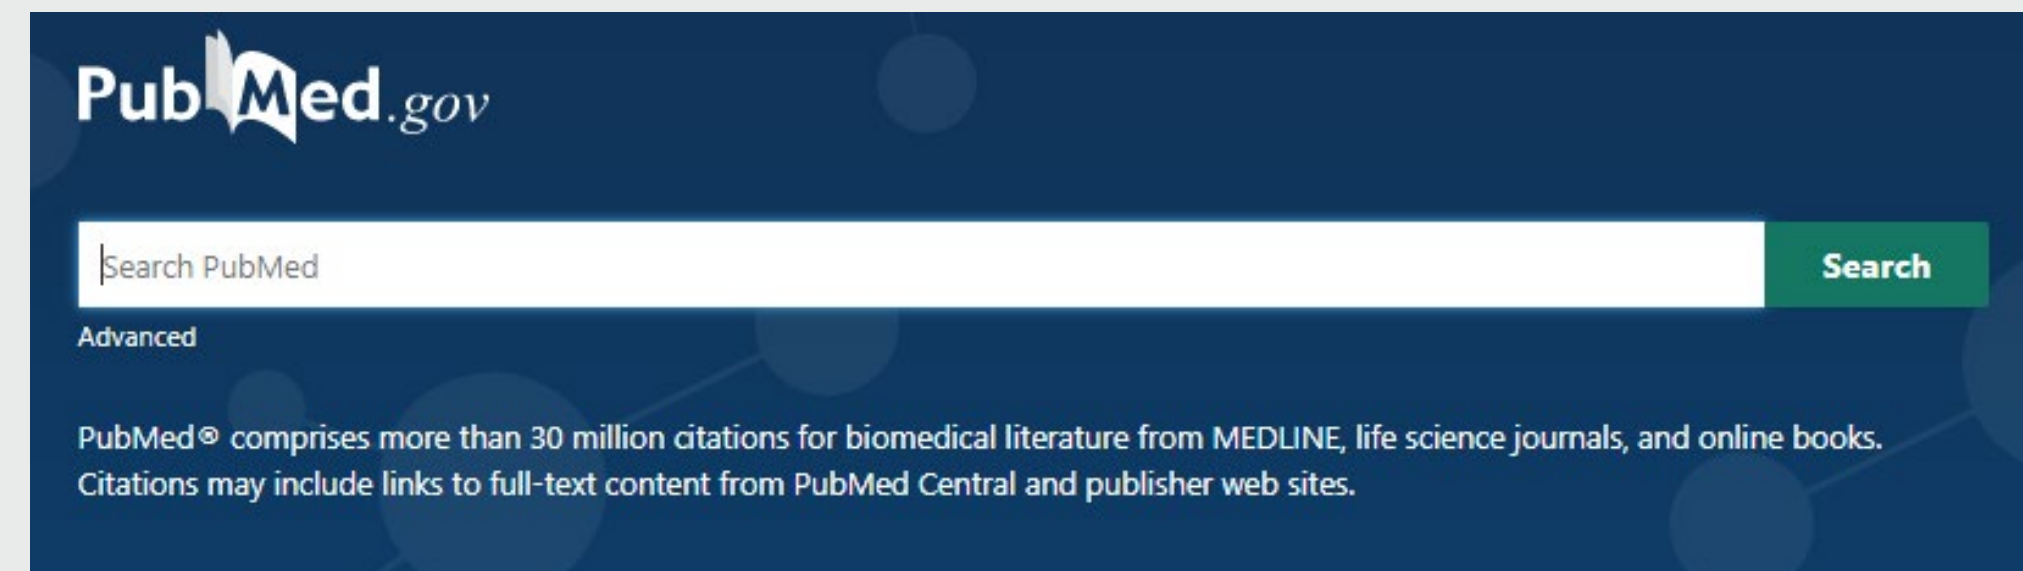 PubMed.gov
Search PubMed
Search
Advanced
PubMed® comprises more than 30 million citations for biomedical literature from MEDLINE, life science journals, and online books.
Citations may include links to full-text content from PubMed Central and publisher web sites.